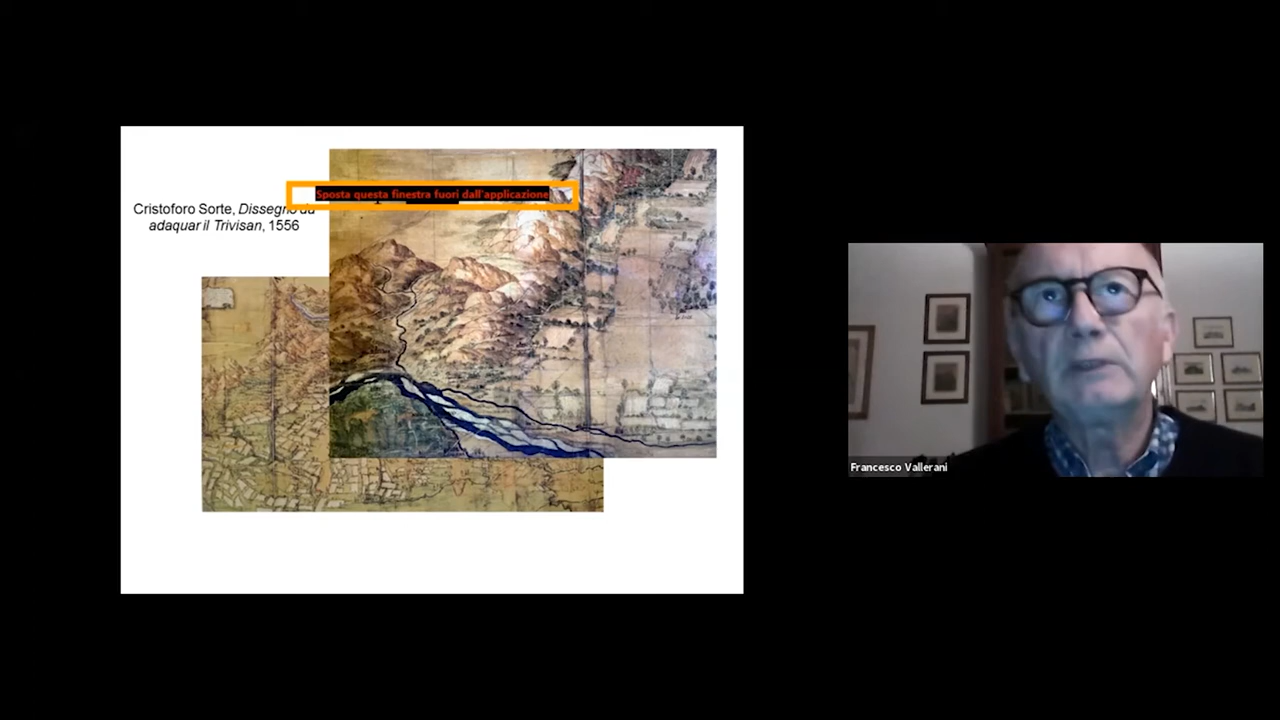 Sposta questa finestra fuori dall'applicazione
Cristoforo Sorte, Dissegno da
adaquar il Trivisan, 1556
Francesco Vallerani